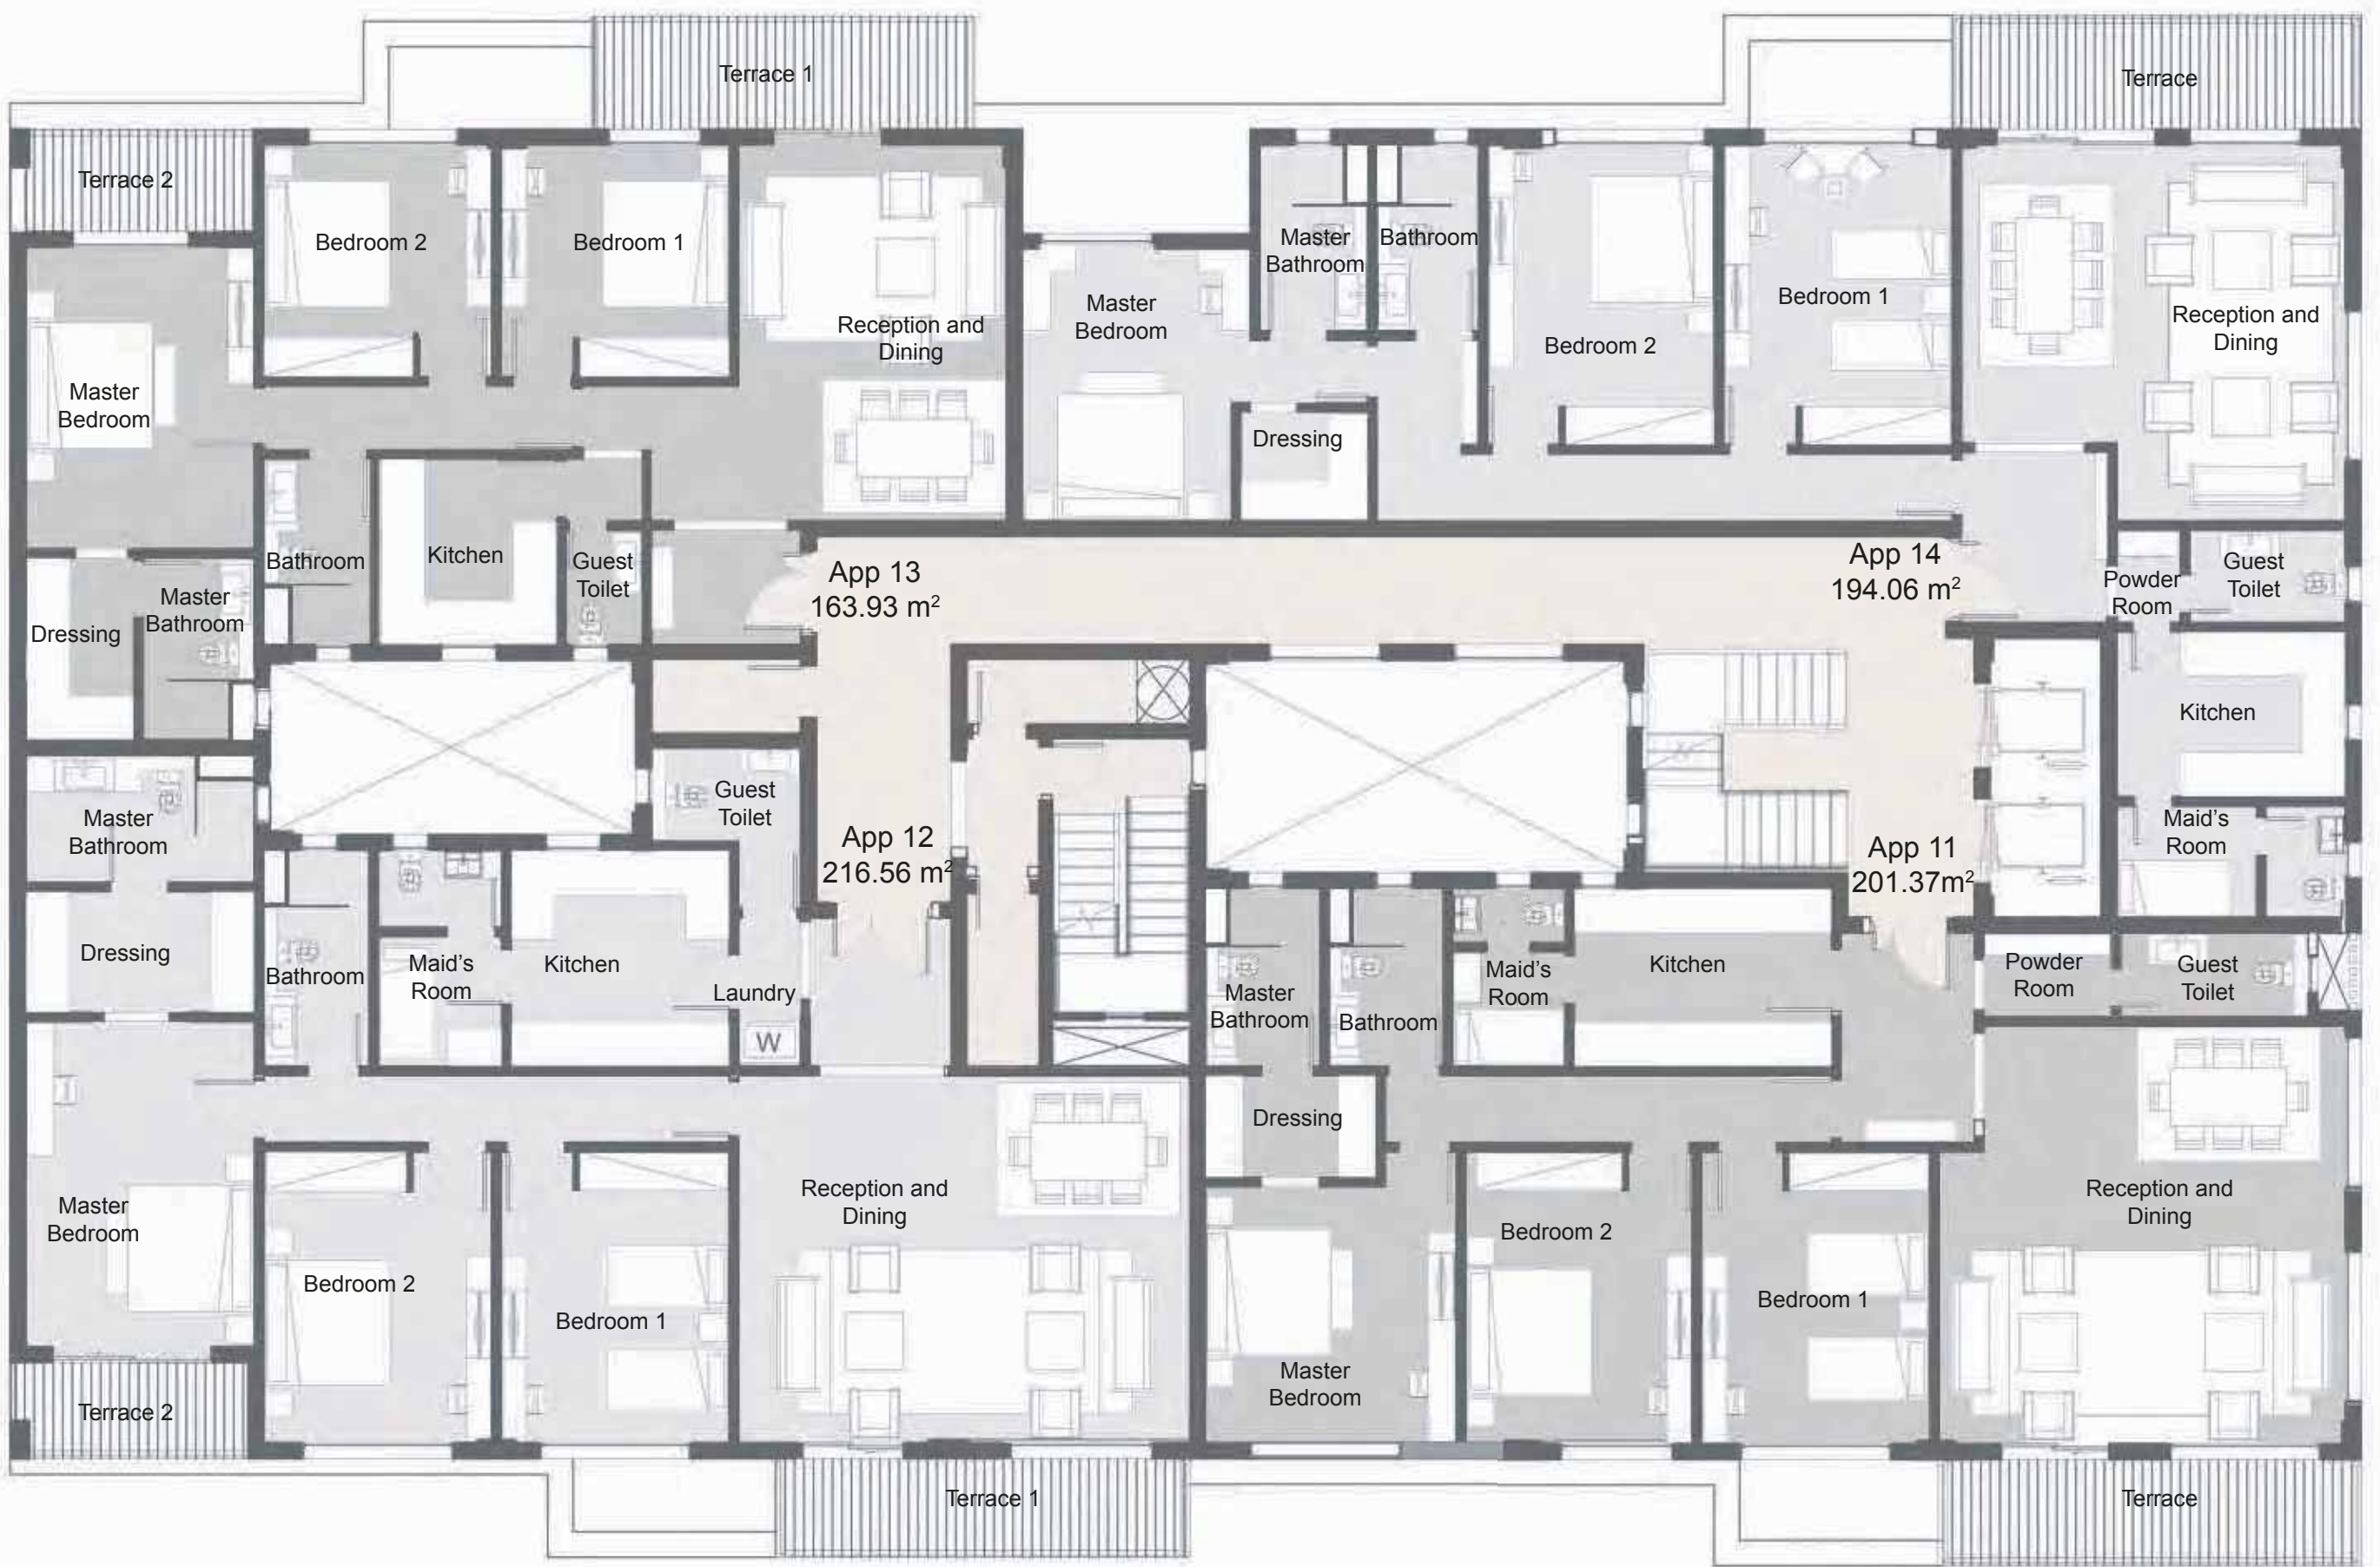 Terrace 1
Terrace
Terrace 2
Bedroom 2
Bedroom 1
Reception and
Dining
Master
Bedroom
Bathroom
Kitchen
Guest
Toilet
Dressing
Master
Bathroom
App 13
163.93 m²
Master
Bedroom
Master
Bathroom
Bathroom
Dressing
Bedroom 2
Bedroom 1
Reception and
Dining
App 14
194.06 m²
Powder
Room
Guest
Toilet
Kitchen
Maid's
Room
Master
Bathroom
Dressing
Bathroom
Maid's
Room
Kitchen
Laundry
W
Guest
Toilet
App 12
216.56 m²
Master
Bedroom
Bedroom 2
Bedroom 1
Reception and
Dining
Terrace 2
Terrace 1
App 11
201.37m²
Master
Bathroom
Bathroom
Maid's
Room
Kitchen
Powder
Room
Guest
Toilet
Dressing
Master
Bedroom
Bedroom 2
Bedroom 1
Reception and
Dining
Terrace